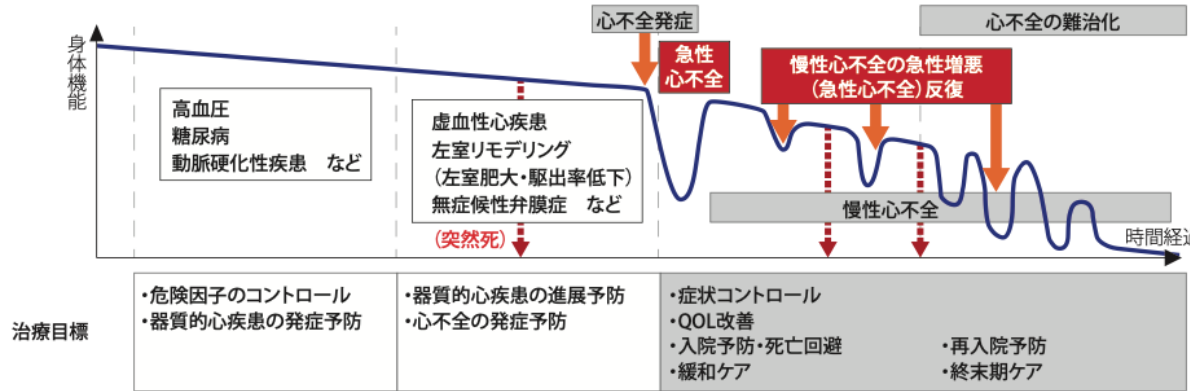 心不全発症
心不全の難治化
身体機能
急性
心不全
慢性心不全の急性増悪
(急性心不全)反復
高血圧
糖尿病
動脈硬化性疾患 など
虚血性心疾患
左室リモデリング
(左室肥大・駆出率低下)
無症候性弁膜症 など
慢性心不全
(突然死)
時間経過
・危険因子のコントロール
・器質的心疾患の発症予防
・器質的心疾患の進展予防
・心不全の発症予防
・症状コントロール
・QOL改善
・入院予防・死亡回避
・緩和ケア
・再入院予防
・終末期ケア
治療目標